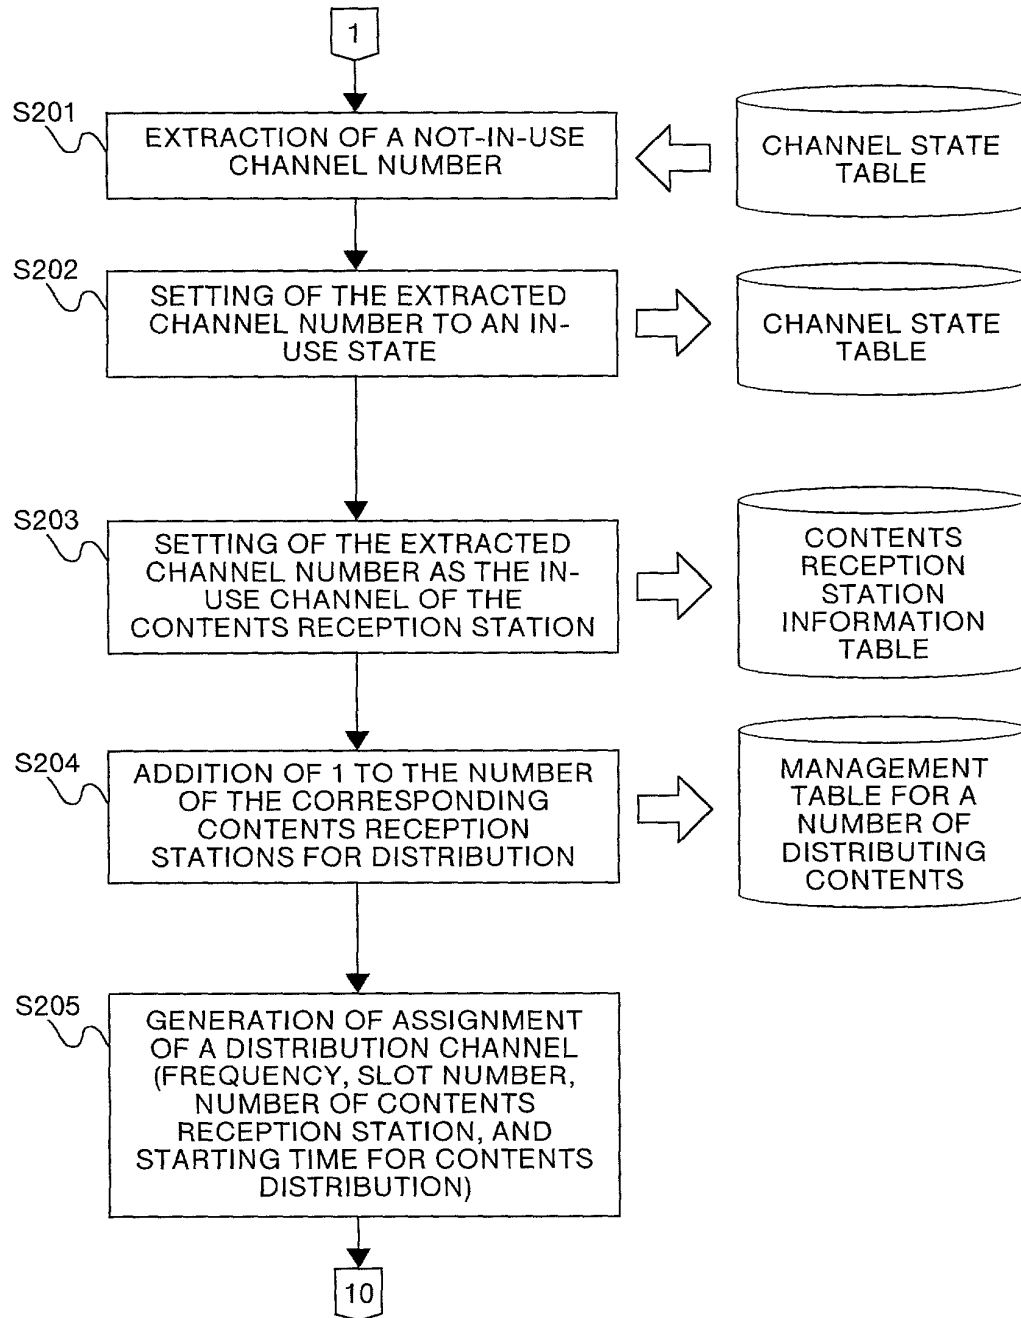 1
S201
EXTRACTION OF A NOT-IN-USE
CHANNEL NUMBER
CHANNEL STATE
TABLE
S202
SETTING OF THE EXTRACTED
CHANNEL NUMBER TO AN IN-
USE STATE
CHANNEL STATE
TABLE
S203
SETTING OF THE EXTRACTED
CHANNEL NUMBER AS THE IN-
USE CHANNEL OF THE
CONTENTS RECEPTION STATION
CONTENTS
RECEPTION
STATION
INFORMATION
TABLE
S204
ADDITION OF 1 TO THE NUMBER
OF THE CORRESPONDING
CONTENTS RECEPTION
STATIONS FOR DISTRIBUTION
MANAGEMENT
TABLE FOR A
NUMBER OF
DISTRIBUTING
CONTENTS
S205
GENERATION OF ASSIGNMENT
OF A DISTRIBUTION CHANNEL
(FREQUENCY, SLOT NUMBER,
NUMBER OF CONTENTS
RECEPTION STATION, AND
STARTING TIME FOR CONTENTS
DISTRIBUTION)
10